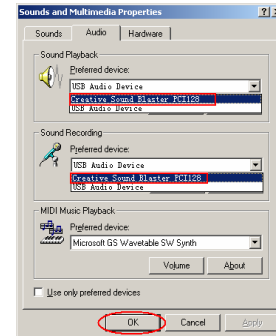 Sounds and Multimedia Properties
Sounds Audio Hardware
Sound Playback
Preferred device:
USB Audio Device
Creative Sound Blaster PCI128
USB Audio Device
Sound Recording
Preferred device:
USB Audio Device
Creative Sound Blaster PCI128
USB Audio Device
MIDI Music Playback
Preferred device:
Microsoft GS Wavetable SW Synth
Volume About
Use only preferred devices
OK Cancel Apply